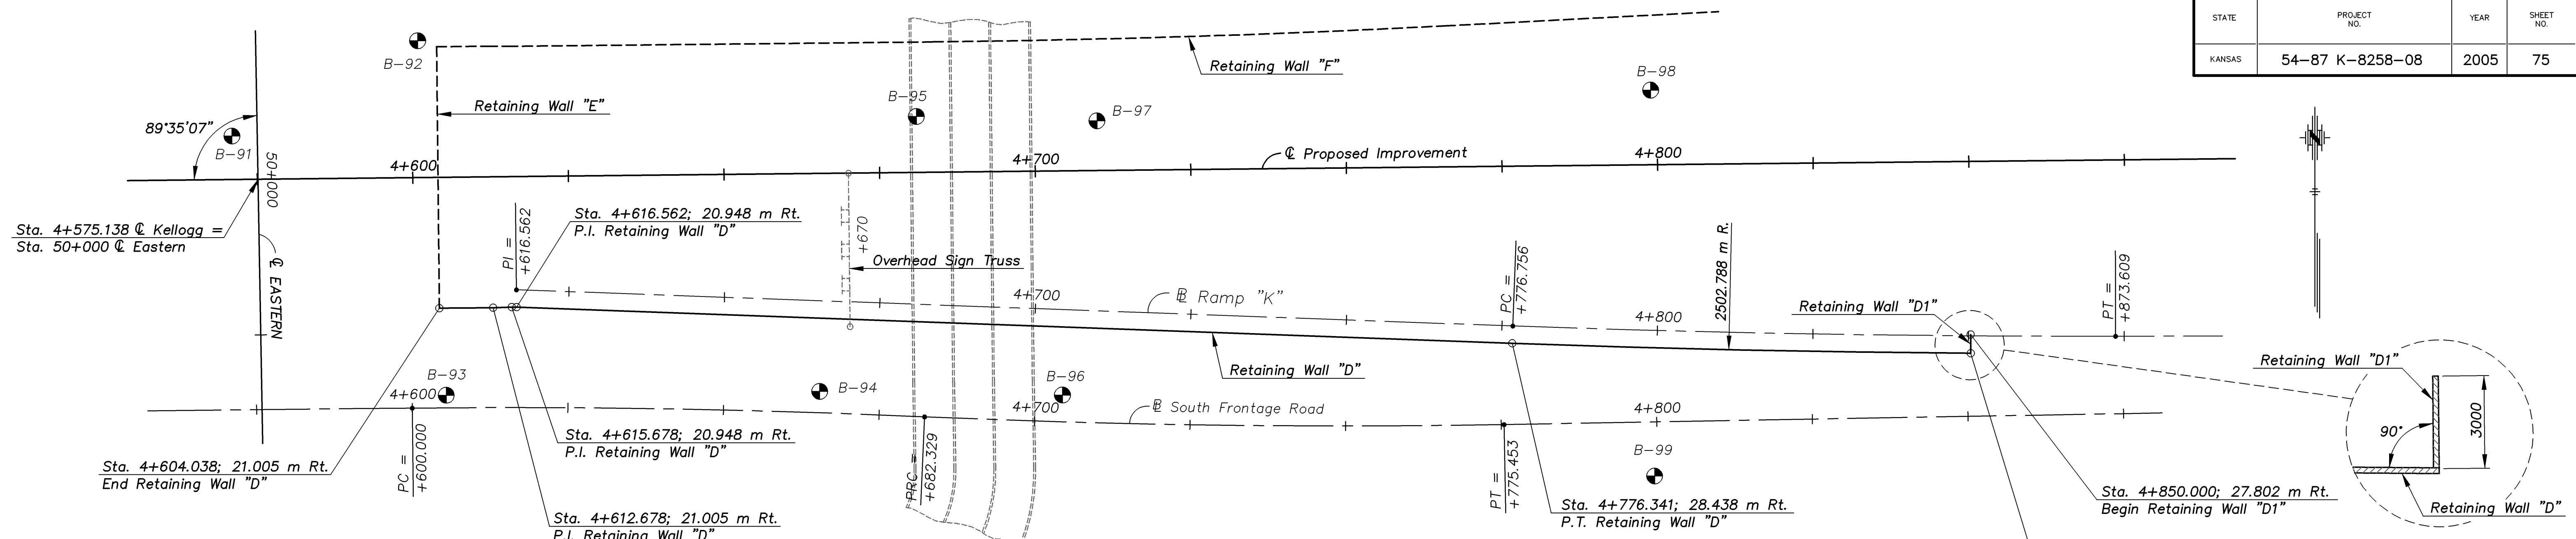 STATE
PROJECT NO.
YEAR
SHEET NO.
KANSAS
54-87 K-8258-08
2005
75
B-92
Retaining Wall "F"
B-98
B-95
B-97
Retaining Wall "E"
89°35'07"
B-91
50+000
4+600
4+700
℄ Proposed Improvement
4+800
Sta. 4+575.138 ℄ Kellogg =
Sta. 50+000 ℄ Eastern
℄ EASTERN
PI =
+616.562
Sta. 4+616.562; 20.948 m Rt.
P.I. Retaining Wall "D"
+670
Overhead Sign Truss
4+700
℄ Ramp "K"
PC =
+776.756
4+800
2502.788 m R.
Retaining Wall "D1"
PT =
+873.609
Retaining Wall "D"
B-93
4+600
B-94
B-96
4+700
℄ South Frontage Road
4+800
Retaining Wall "D1"
90°
3000
Retaining Wall "D"
Sta. 4+604.038; 21.005 m Rt.
End Retaining Wall "D"
PC =
+600.000
Sta. 4+615.678; 20.948 m Rt.
P.I. Retaining Wall "D"
PRC =
+682.329
PT =
+775.453
B-99
Sta. 4+776.341; 28.438 m Rt.
P.T. Retaining Wall "D"
Sta. 4+850.000; 27.802 m Rt.
Begin Retaining Wall "D1"
Sta. 4+612.678; 21.005 m Rt.
P.I. Retaining Wall "D"